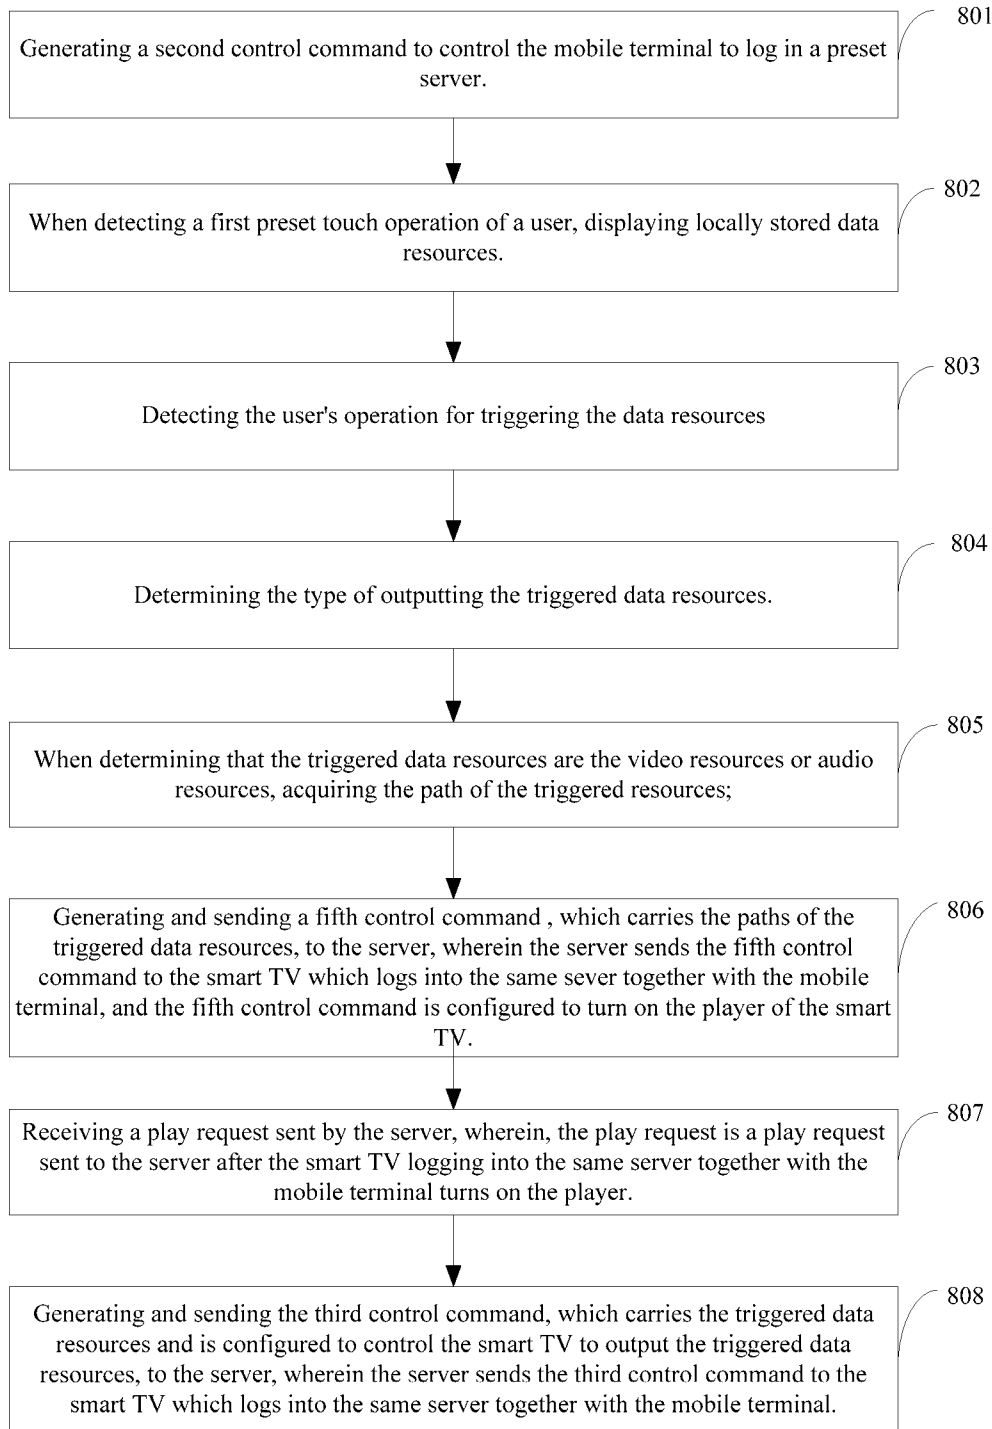 801
Generating a second control command to control the mobile terminal to log in a preset
server.
802
When detecting a first preset touch operation of a user, displaying locally stored data
resources.
803
Detecting the user's operation for triggering the data resources
804
Determining the type of outputting the triggered data resources.
805
When determining that the triggered data resources are the video resources or audio
resources, acquiring the path of the triggered resources;
806
Generating and sending a fifth control command , which carries the paths of the
triggered data resources, to the server, wherein the server sends the fifth control
command to the smart TV which logs into the same sever together with the mobile
terminal, and the fifth control command is configured to turn on the player of the smart
TV.
807
Receiving a play request sent by the server, wherein, the play request is a play request
sent to the server after the smart TV logging into the same server together with the
mobile terminal turns on the player.
808
Generating and sending the third control command, which carries the triggered data
resources and is configured to control the smart TV to output the triggered data
resources, to the server, wherein the server sends the third control command to the
smart TV which logs into the same server together with the mobile terminal.